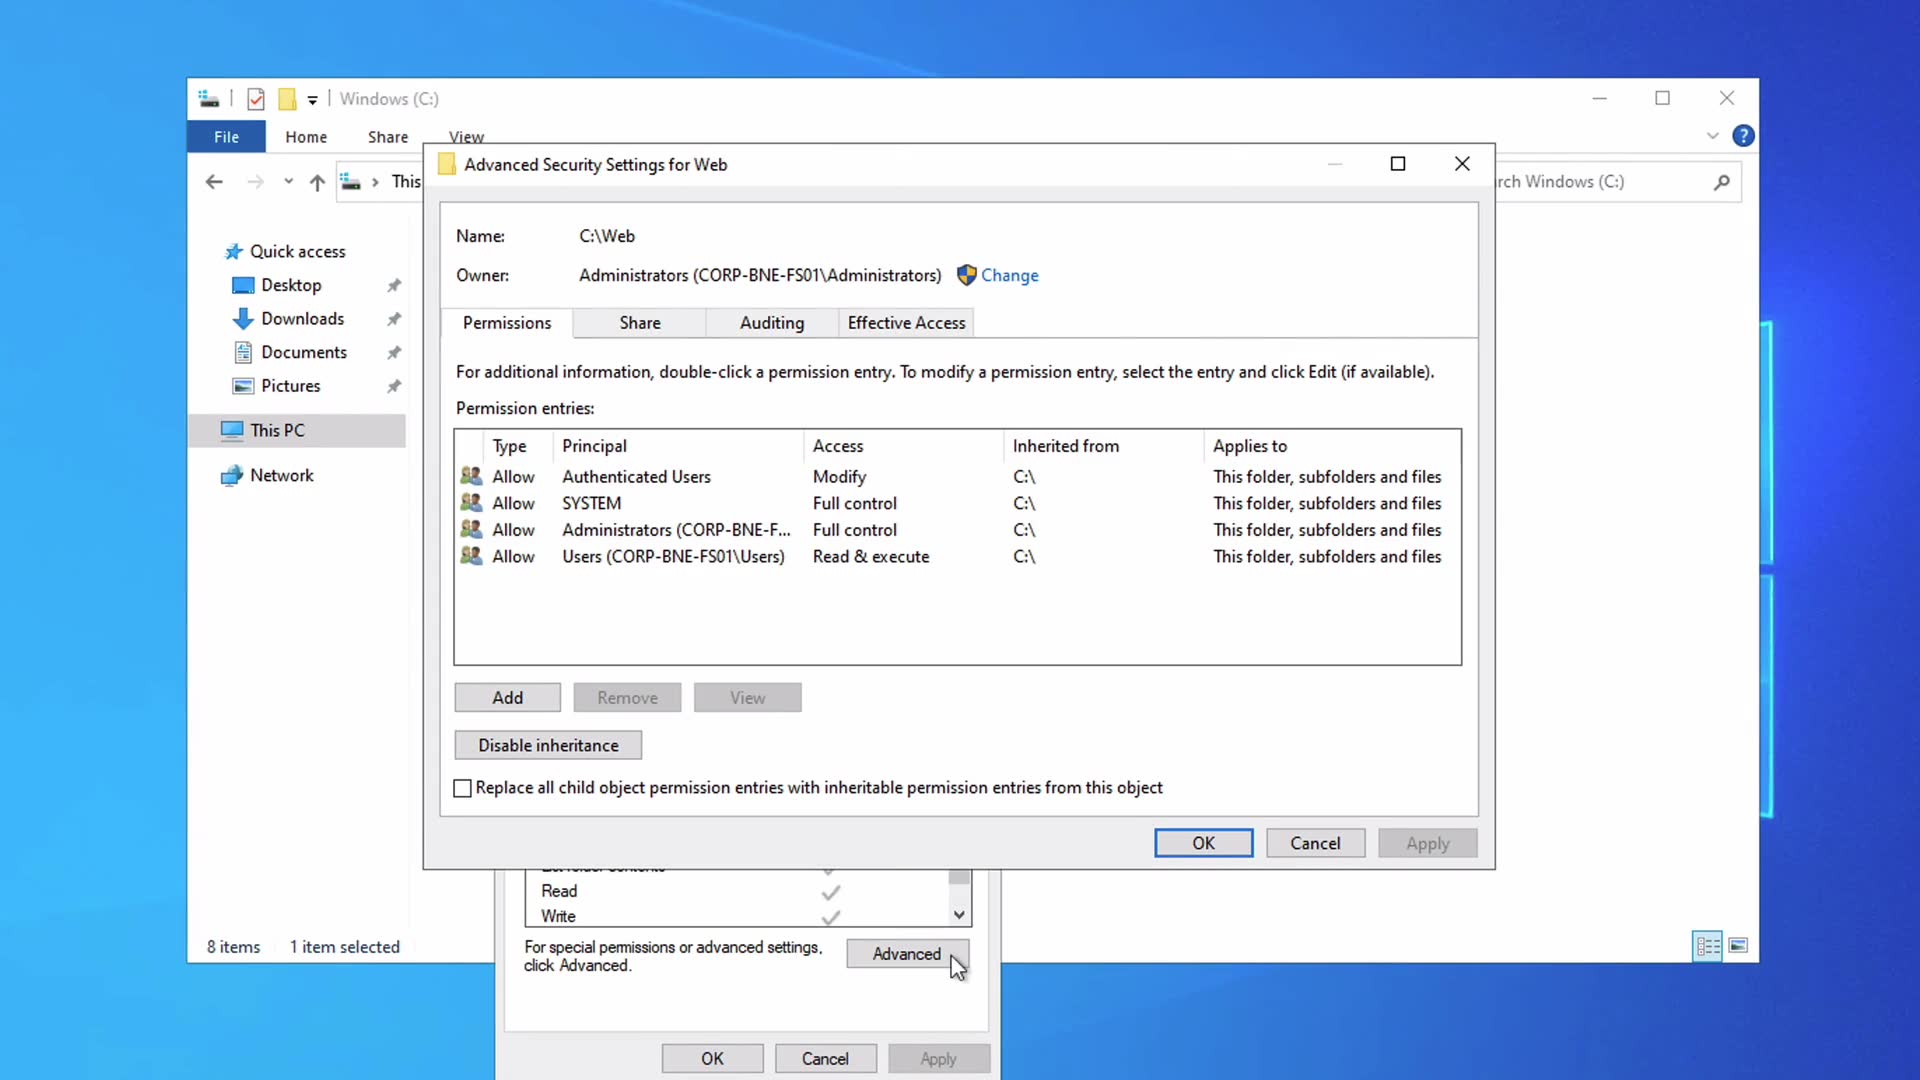 Windows (C:)
File Home Share View
?
This
rch Windows (C:)
Quick access
Desktop
Downloads
Documents
Pictures
This PC
Network
8 items 1 item selected
Advanced Security Settings for Web
Name: C:\Web
Owner: Administrators (CORP-BNE-FS01\Administrators) Change
Permissions Share Auditing Effective Access
For additional information, double-click a permission entry. To modify a permission entry, select the entry and click Edit (if available).
Permission entries:
Type Principal Access Inherited from Applies to
Allow Authenticated Users Modify C:\ This folder, subfolders and files
Allow SYSTEM Full control C:\ This folder, subfolders and files
Allow Administrators (CORP-BNE-F... Full control C:\ This folder, subfolders and files
Allow Users (CORP-BNE-FS01\Users) Read & execute C:\ This folder, subfolders and files
Add Remove View
Disable inheritance
Replace all child object permission entries with inheritable permission entries from this object
OK Cancel Apply
List folder contents
Read
Write
For special permissions or advanced settings,
click Advanced.
Advanced
OK Cancel Apply